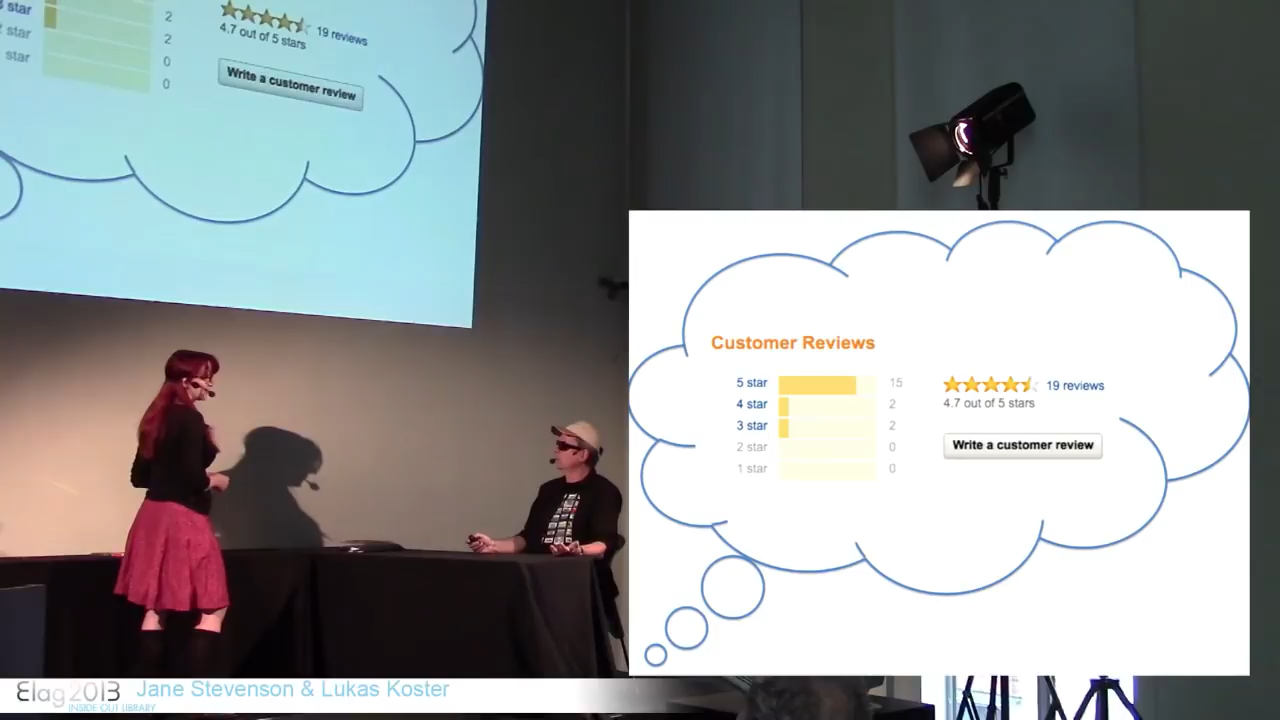 star
2
star
2
star
0
0
4.7 out of 5 stars
19 reviews
Write a customer review
Customer Reviews
5 star 15
4 star 2
3 star 2
2 star 0
1 star 0
19 reviews
4.7 out of 5 stars
Write a customer review
Elag2013 Jane Stevenson & Lukas Koster
INSIDE OUT LIBRARY